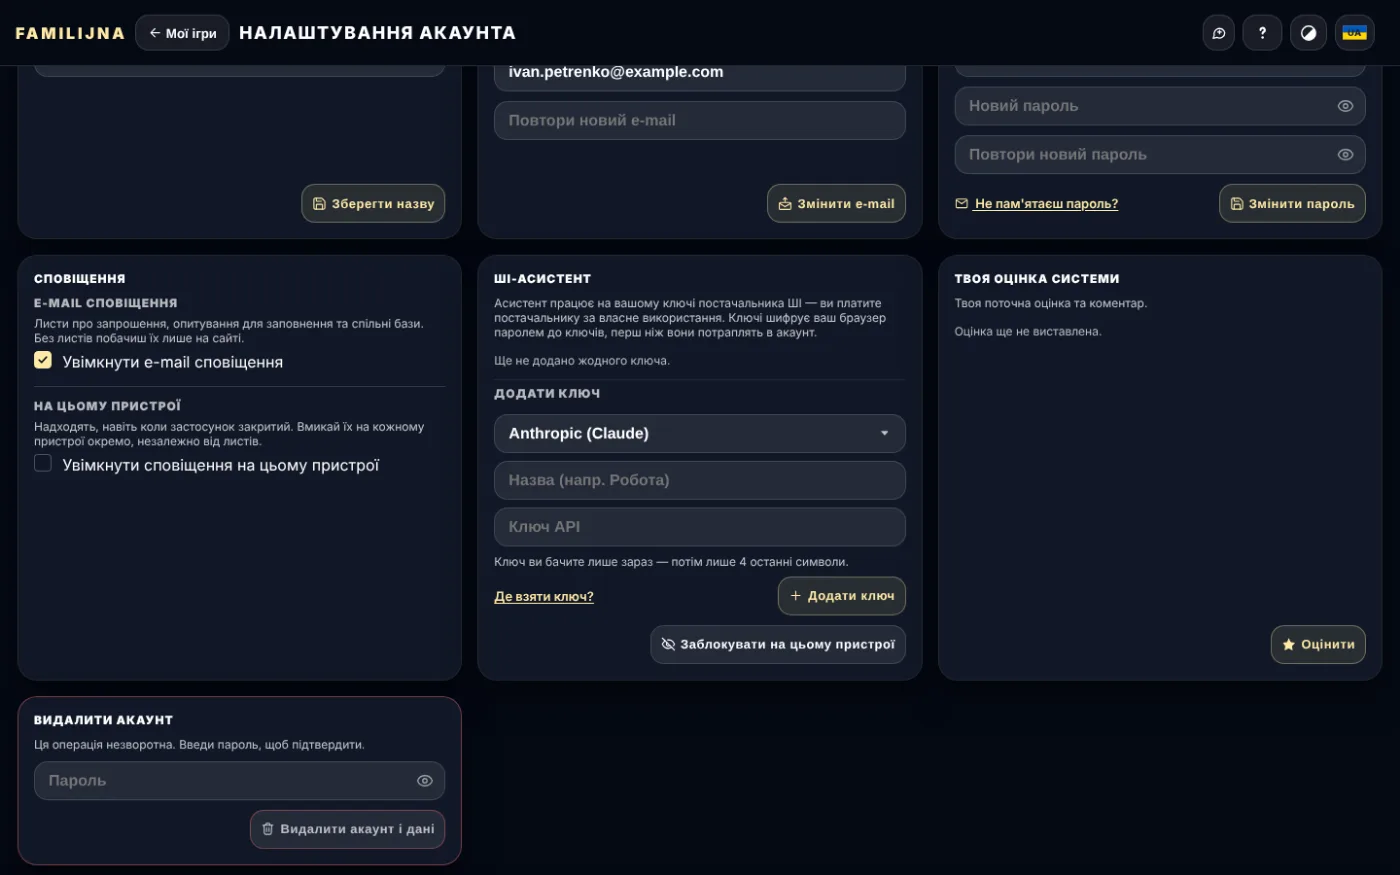 FAMILIJNA
← Мої ігри
НАЛАШТУВАННЯ АКАУНТА
?
UA
ivan.petrenko@example.com
Повтори новий e-mail
Новий пароль
Повтори новий пароль
Зберегти назву
Змінити e-mail
Не пам'ятаєш пароль?
Змінити пароль
СПОВІЩЕННЯ
E-MAIL СПОВІЩЕННЯ
Листи про запрошення, опитування для заповнення та спільні бази.
Без листів побачиш їх лише на сайті.
Увімкнути e-mail сповіщення
НА ЦЬОМУ ПРИСТРОЇ
Надходять, навіть коли застосунок закритий. Вмикай їх на кожному
пристрої окремо, незалежно від листів.
Увімкнути сповіщення на цьому пристрої
ШІ-АСИСТЕНТ
Асистент працює на вашому ключі постачальника ШІ — ви платите
постачальнику за власне використання. Ключі шифрує ваш браузер
паролем до ключів, перш ніж вони потраплять в акаунт.
Ще не додано жодного ключа.
ДОДАТИ КЛЮЧ
Anthropic (Claude)
Назва (напр. Робота)
Ключ API
Ключ ви бачите лише зараз — потім лише 4 останні символи.
Де взяти ключ?
+ Додати ключ
Заблокувати на цьому пристрої
ТВОЯ ОЦІНКА СИСТЕМИ
Твоя поточна оцінка та коментар.
Оцінка ще не виставлена.
Оцінити
ВИДАЛИТИ АКАУНТ
Ця операція незворотна. Введи пароль, щоб підтвердити.
Пароль
Видалити акаунт і дані